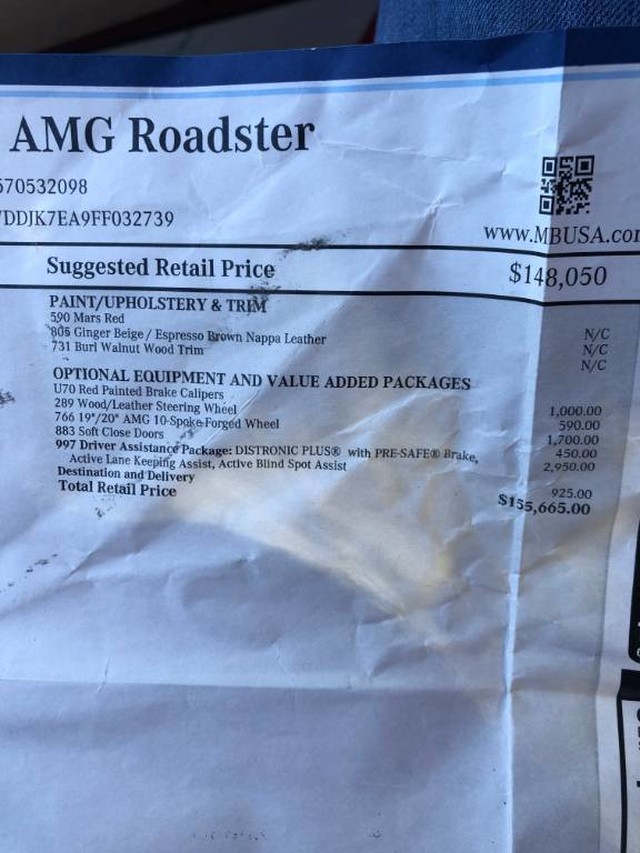 AMG Roadster
570532098
WDDJK7EA9FF032739
www.MBUSA.com
Suggested Retail Price $148,050
PAINT/UPHOLSTERY & TRIM
590 Mars Red N/C
805 Ginger Beige / Espresso Brown Nappa Leather N/C
731 Burl Walnut Wood Trim N/C
OPTIONAL EQUIPMENT AND VALUE ADDED PACKAGES
U70 Red Painted Brake Calipers 1,000.00
289 Wood/Leather Steering Wheel 590.00
766 19"/20" AMG 10-Spoke Forged Wheel 1,700.00
883 Soft Close Doors 450.00
997 Driver Assistance Package: DISTRONIC PLUS® with PRE-SAFE® Brake, 2,950.00
Active Lane Keeping Assist, Active Blind Spot Assist
Destination and Delivery 925.00
Total Retail Price $155,665.00